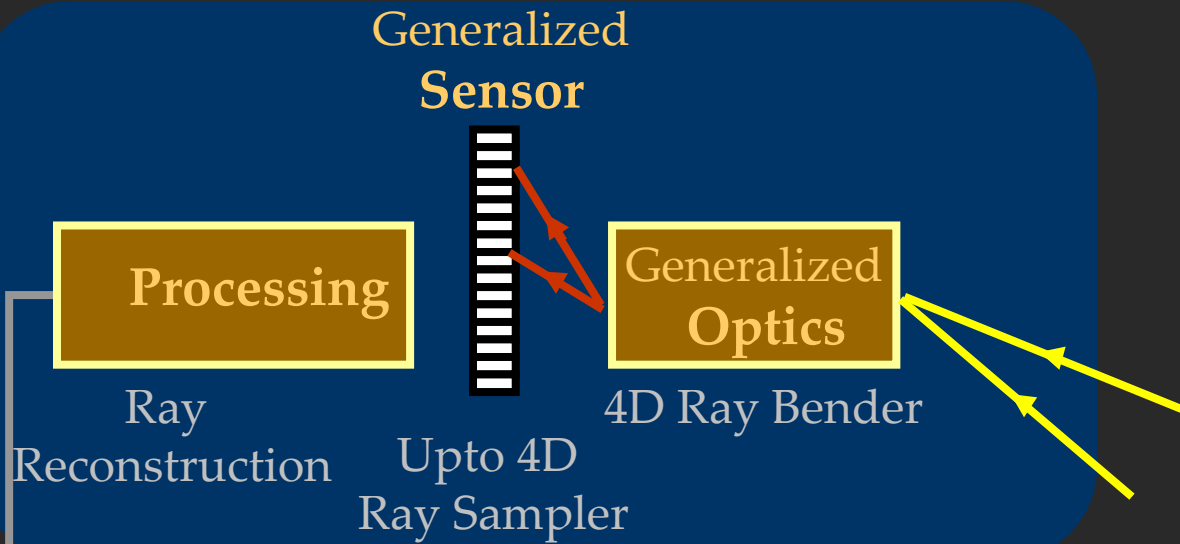 Generalized
Sensor
Processing
Generalized
Optics
Ray
Reconstruction
Upto 4D
Ray Sampler
4D Ray Bender